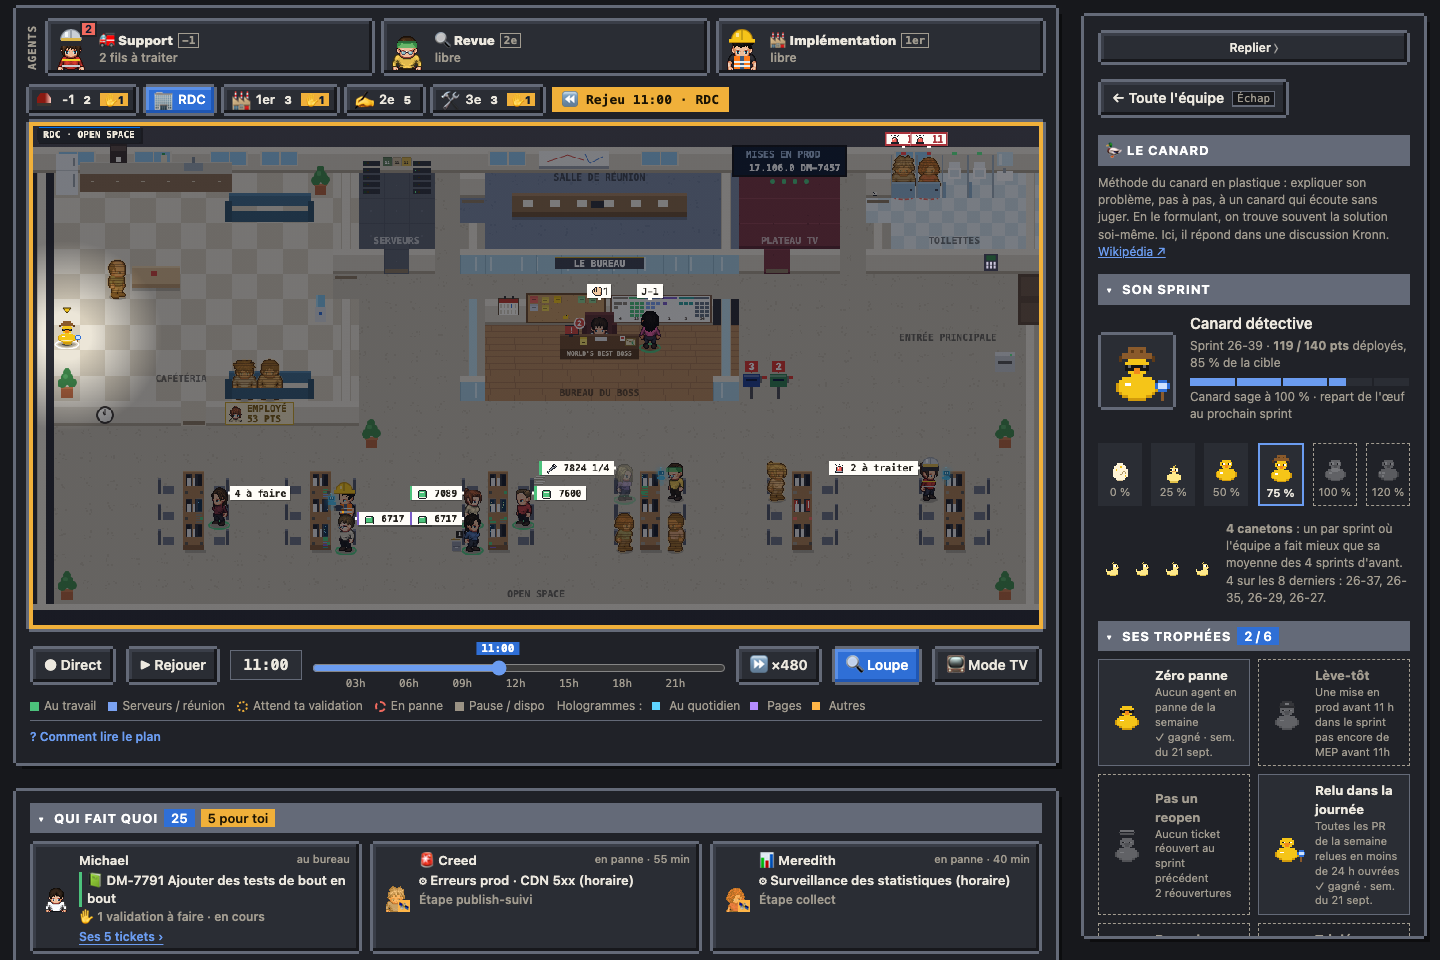 AGENTS
2
Support -1
2 fils à traiter
Revue 2e
libre
Implémentation 1er
libre
-1 2 1
RDC
1er 3 1
2e 5
3e 3 1
Rejeu 11:00 · RDC
RDC · OPEN SPACE
11
MISES EN PROD
17.106.0 DM-7457
SALLE DE RÉUNION
SERVEURS
PLATEAU TV
TOILETTES
LE BUREAU
J-1
2
WORLD'S BEST BOSS
ENTRÉE PRINCIPALE
CAFÉTÉRIA
BUREAU DU BOSS
3
2
EMPLOYÉ
53 PTS
7824 1/4
2 à traiter
4 à faire
7089
7600
6717
6717
OPEN SPACE
Direct
Rejouer
11:00
11:00
03h 06h 09h 12h 15h 18h 21h
×480
Loupe
Mode TV
Au travail
Serveurs / réunion
Attend ta validation
En panne
Pause / dispo
Hologrammes :
Au quotidien
Pages
Autres
? Comment lire le plan
QUI FAIT QUOI 25 5 pour toi
Michael au bureau
DM-7791 Ajouter des tests de bout en
bout
1 validation à faire · en cours
Ses 5 tickets ›
Creed en panne · 55 min
Erreurs prod · CDN 5xx (horaire)
Étape publish-suivi
Meredith en panne · 40 min
Surveillance des statistiques (horaire)
Étape collect
Replier ›
← Toute l'équipe Échap
LE CANARD
Méthode du canard en plastique : expliquer son
problème, pas à pas, à un canard qui écoute sans
juger. En le formulant, on trouve souvent la solution
soi-même. Ici, il répond dans une discussion Kronn.
Wikipédia ↗
SON SPRINT
Canard détective
Sprint 26-39 · 119 / 140 pts déployés,
85 % de la cible
Canard sage à 100 % · repart de l'œuf
au prochain sprint
0 %
25 %
50 %
75 %
100 %
120 %
4 canetons : un par sprint où
l'équipe a fait mieux que sa
moyenne des 4 sprints d'avant.
4 sur les 8 derniers : 26-37, 26-
35, 26-29, 26-27.
SES TROPHÉES 2 / 6
Zéro panne
Aucun agent en
panne de la
semaine
✓ gagné · sem.
du 21 sept.
Lève-tôt
Une mise en
prod avant 11 h
dans le sprint
pas encore de
MEP avant 11h
Pas un
reopen
Aucun ticket
réouvert au
sprint
précédent
2 réouvertures
Relu dans la
journée
Toutes les PR
de la semaine
relues en moins
de 24 h ouvrées
✓ gagné · sem.
du 21 sept.